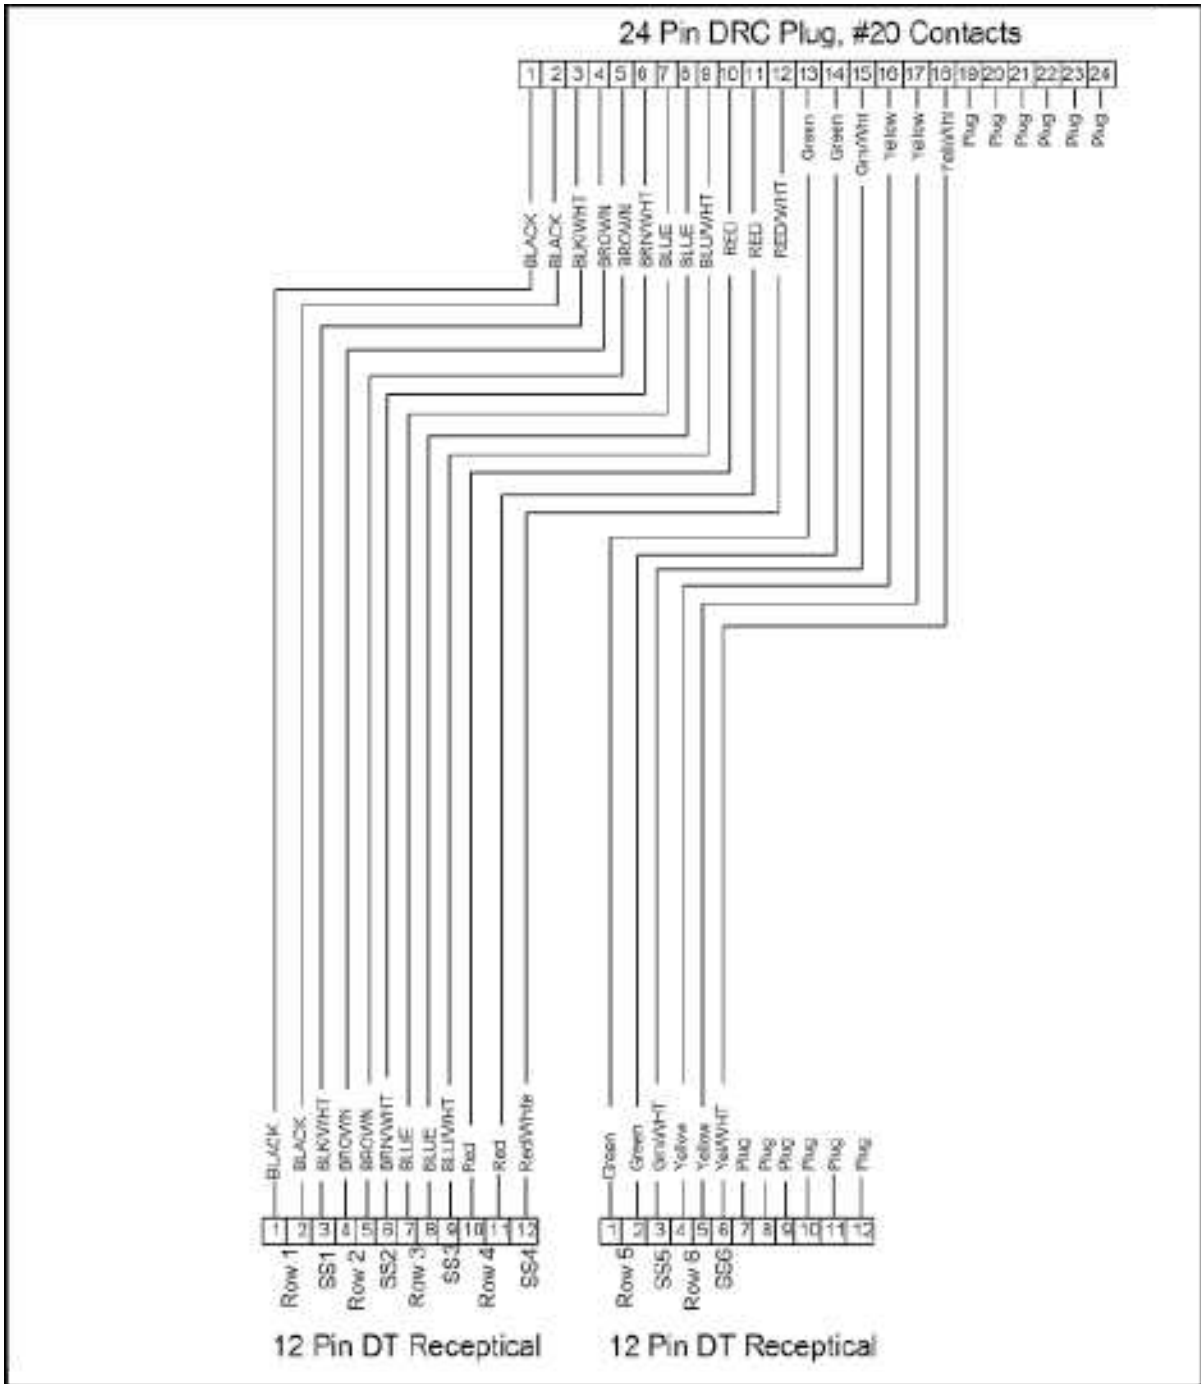 24 Pin DRC Plug, #20 Contacts
1 2 3 4 5 6 7 8 9 10 11 12 13 14 15 16 17 18 19 20 21 22 23 24
BLACK
BLACK
BLK/WHT
BROWN
BROWN
BRN/WHT
BLUE
BLUE
BLU/WHT
RED
RED
RED/WHT
Green
Green
Grn/Wht
Yellow
Yellow
Yel/Wht
Plug
Plug
Plug
Plug
Plug
Plug
BLACK
BLACK
BLK/WHT
BROWN
BROWN
BRN/WHT
BLUE
BLUE
BLU/WHT
Red
Red
Red/White
Green
Green
Grn/WHT
Yellow
Yellow
Yel/WHT
Plug
Plug
Plug
Plug
Plug
Plug
1 2 3 4 5 6 7 8 9 10 11 12
1 2 3 4 5 6 7 8 9 10 11 12
Row 1
SS1
Row 2
SS2
Row 3
SS3
Row 4
SS4
Row 5
SS5
Row 6
SS6
12 Pin DT Receptical
12 Pin DT Receptical